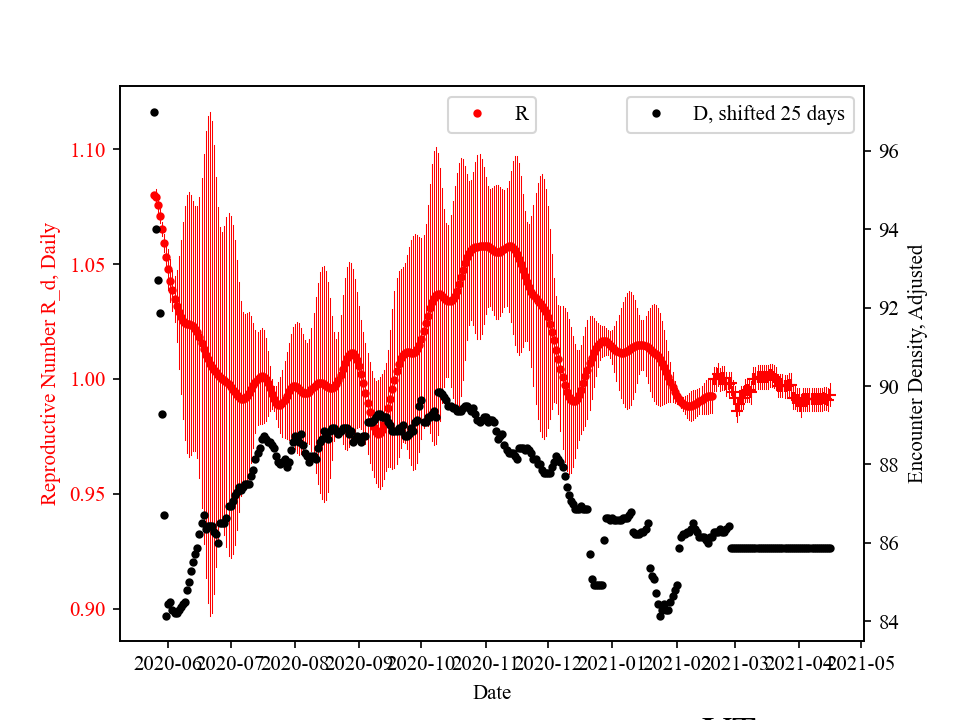 R
D, shifted 25 days
1.10
1.05
1.00
0.95
0.90
Reproductive Number R_d, Daily
96
94
92
90
88
86
84
Encounter Density, Adjusted
2020-06 2020-07 2020-08 2020-09 2020-10 2020-11 2020-12 2021-01 2021-02 2021-03 2021-04 2021-05
Date